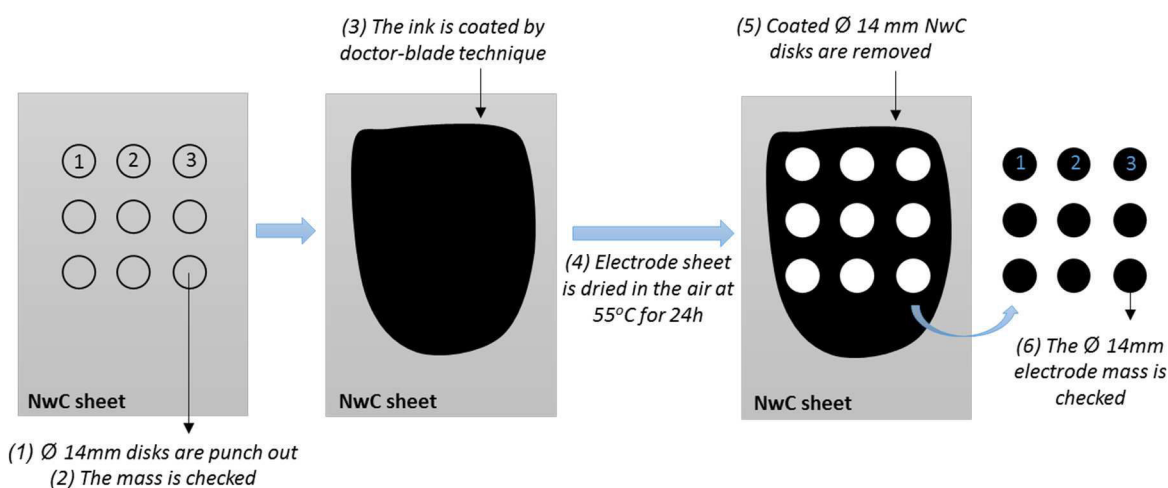 (3) The ink is coated by
doctor-blade technique
(5) Coated Ø 14 mm NwC
disks are removed
1 2 3
1 2 3
(4) Electrode sheet
is dried in the air at
55°C for 24h
(6) The Ø 14mm
electrode mass is
checked
NwC sheet
NwC sheet
NwC sheet
(1) Ø 14mm disks are punch out
(2) The mass is checked